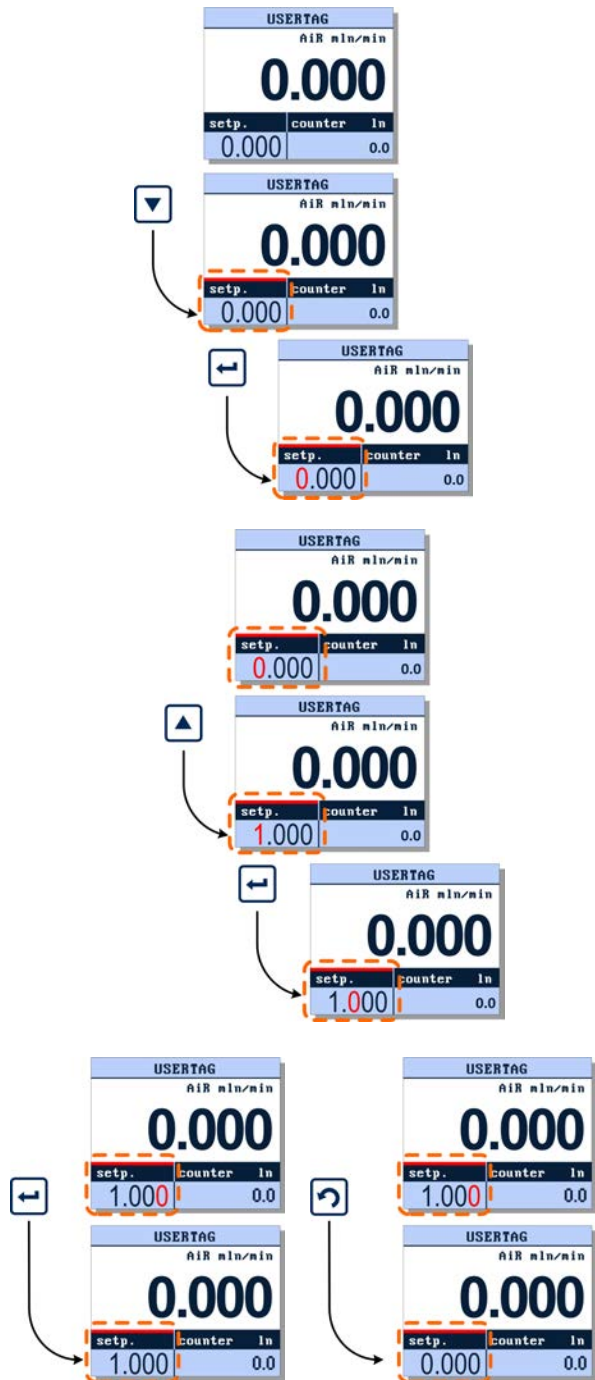 USERTAG
AiR mln/min
0.000
setp. counter ln
0.000 0.0
USERTAG
AiR mln/min
0.000
setp. counter ln
0.000 0.0
USERTAG
AiR mln/min
0.000
setp. counter ln
0.000 0.0
USERTAG
AiR mln/min
0.000
setp. counter ln
0.000 0.0
USERTAG
AiR mln/min
0.000
setp. counter ln
1.000 0.0
USERTAG
AiR mln/min
0.000
setp. counter ln
1.000 0.0
USERTAG
AiR mln/min
0.000
setp. counter ln
1.000 0.0
USERTAG
AiR mln/min
0.000
setp. counter ln
1.000 0.0
USERTAG
AiR mln/min
0.000
setp. counter ln
1.000 0.0
USERTAG
AiR mln/min
0.000
setp. counter ln
0.000 0.0